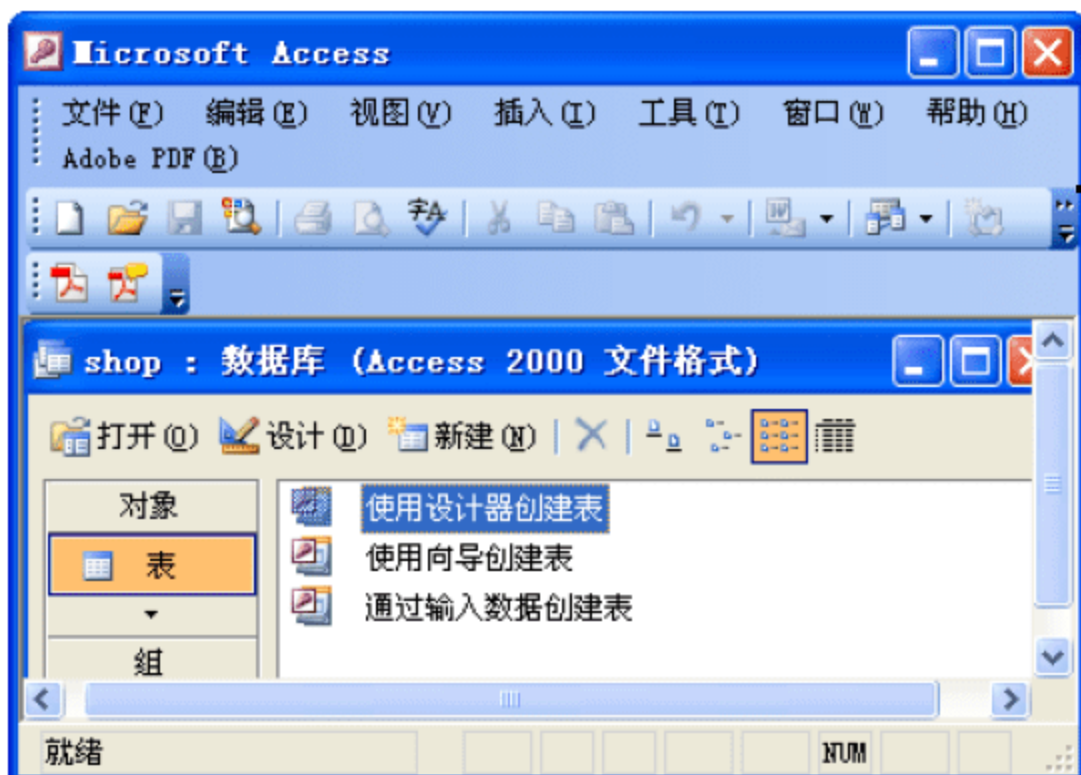 Microsoft Access
文件(F) 编辑(E) 视图(V) 插入(I) 工具(T) 窗口(W) 帮助(H)
Adobe PDF(B)
shop : 数据库 (Access 2000 文件格式)
打开(O) 设计(D) 新建(N)
对象
使用设计器创建表
表
使用向导创建表
通过输入数据创建表
组
就绪
NUM